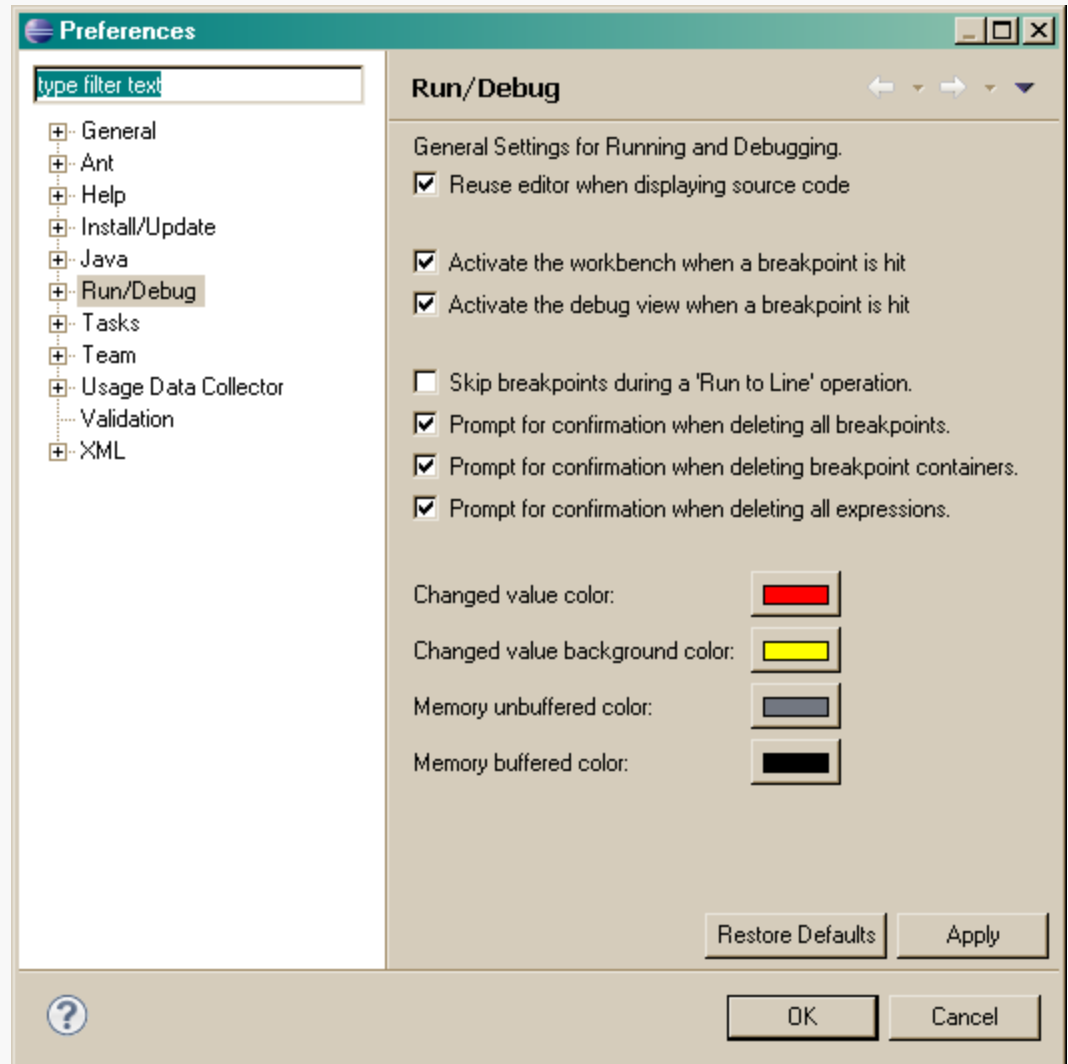 Preferences
type filter text
General
Ant
Help
Install/Update
Java
Run/Debug
Tasks
Team
Usage Data Collector
Validation
XML
Run/Debug
General Settings for Running and Debugging.
Reuse editor when displaying source code
Activate the workbench when a breakpoint is hit
Activate the debug view when a breakpoint is hit
Skip breakpoints during a 'Run to Line' operation.
Prompt for confirmation when deleting all breakpoints.
Prompt for confirmation when deleting breakpoint containers.
Prompt for confirmation when deleting all expressions.
Changed value color:
Changed value background color:
Memory unbuffered color:
Memory buffered color:
Restore Defaults
Apply
?
OK
Cancel